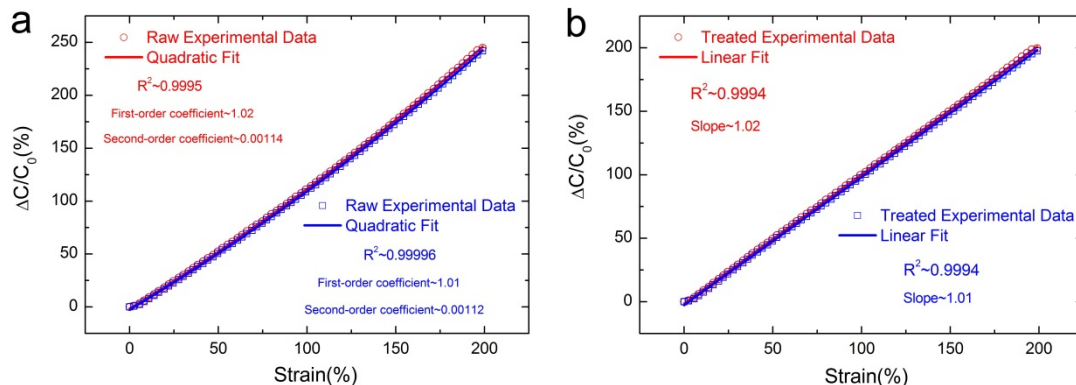 a
Raw Experimental Data
Quadratic Fit
R²~0.9995
First-order coefficient~1.02
Second-order coefficient~0.00114
Raw Experimental Data
Quadratic Fit
R²~0.99996
First-order coefficient~1.01
Second-order coefficient~0.00112
ΔC/C₀(%)
250
200
150
100
50
0
0 50 100 150 200
Strain(%)
b
Treated Experimental Data
Linear Fit
R²~0.9994
Slope~1.02
Treated Experimental Data
Linear Fit
R²~0.9994
Slope~1.01
ΔC/C₀(%)
200
150
100
50
0
0 50 100 150 200
Strain(%)